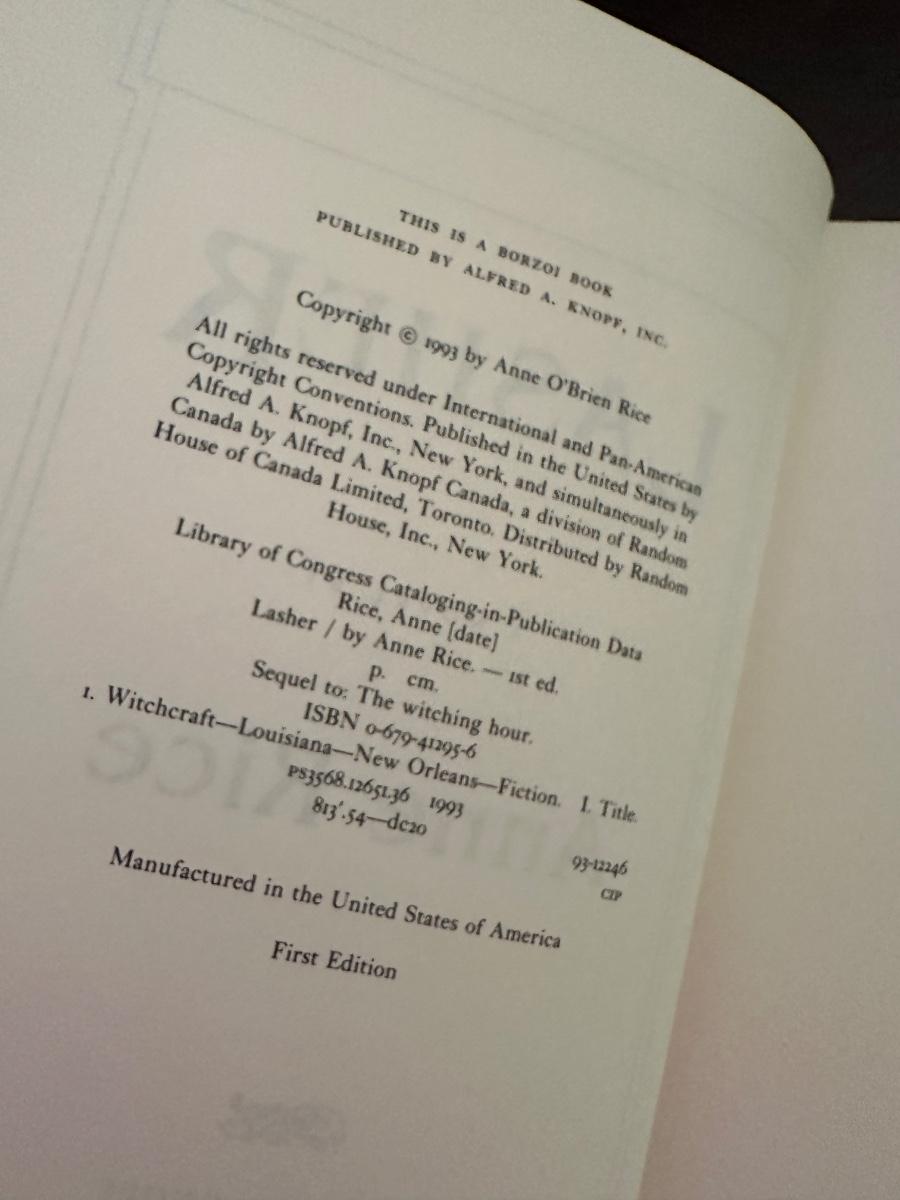 THIS IS A BORZOI BOOK
PUBLISHED BY ALFRED A. KNOPF, INC.
Copyright © 1993 by Anne O'Brien Rice
All rights reserved under International and Pan-American
Copyright Conventions. Published in the United States by
Alfred A. Knopf, Inc., New York, and simultaneously in
Canada by Alfred A. Knopf Canada, a division of Random
House of Canada Limited, Toronto. Distributed by Random
House, Inc., New York.
Library of Congress Cataloging-in-Publication Data
Rice, Anne [date]
Lasher / by Anne Rice. — 1st ed.
p. cm.
Sequel to: The witching hour.
ISBN 0-679-41295-6
1. Witchcraft—Louisiana—New Orleans—Fiction. I. Title.
PS3568.I265L36 1993
813'.54—dc20
93-12246
CIP
Manufactured in the United States of America
First Edition